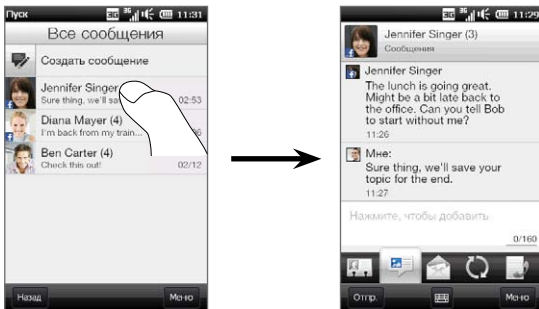 Пуск 3G 11:31
Все сообщения
Создать сообщение
Jennifer Singer
Sure thing, we'll sa 02:53
Diana Mayer (4)
I'm back from my train...
Ben Carter (4)
Check this out! 02/12
Назад Меню
3G 11:29
Jennifer Singer (3)
Сообщения
Jennifer Singer
The lunch is going great.
Might be a bit late back to
the office. Can you tell Bob
to start without me?
11:26
Мне:
Sure thing, we'll save your
topic for the end.
11:27
Нажмите, чтобы добавить
0/160
Отпр. Меню